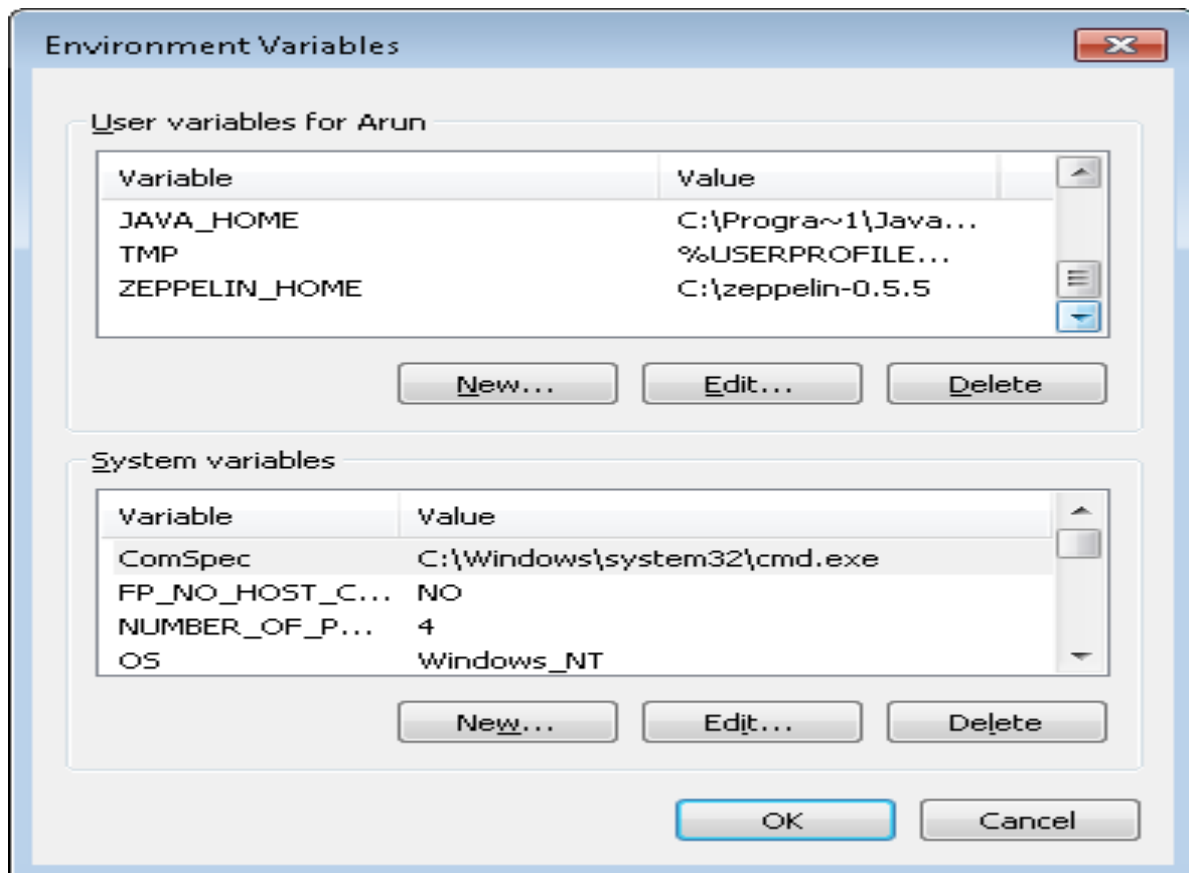 Environment Variables
User variables for Arun
Variable Value
JAVA_HOME C:\Progra~1\Java...
TMP %USERPROFILE...
ZEPPELIN_HOME C:\zeppelin-0.5.5
New... Edit... Delete
System variables
Variable Value
ComSpec C:\Windows\system32\cmd.exe
FP_NO_HOST_C... NO
NUMBER_OF_P... 4
OS Windows_NT
New... Edit... Delete
OK Cancel